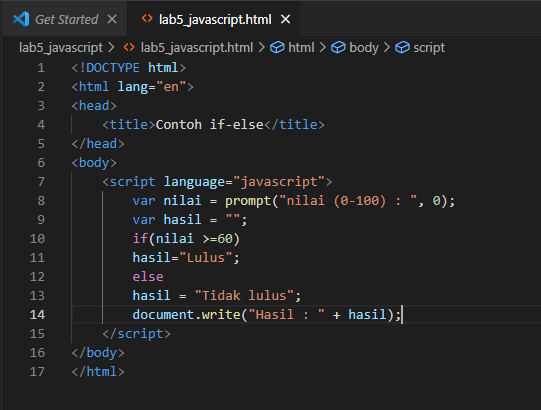 Get Started lab5_javascript.html
lab5_javascript > lab5_javascript.html > html > body > script
1 <!DOCTYPE html>
2 <html lang="en">
3 <head>
4 <title>Contoh if-else</title>
5 </head>
6 <body>
7 <script language="javascript">
8 var nilai = prompt("nilai (0-100) : ", 0);
9 var hasil = "";
10 if(nilai >=60)
11 hasil="Lulus";
12 else
13 hasil = "Tidak lulus";
14 document.write("Hasil : " + hasil);
15 </script>
16 </body>
17 </html>